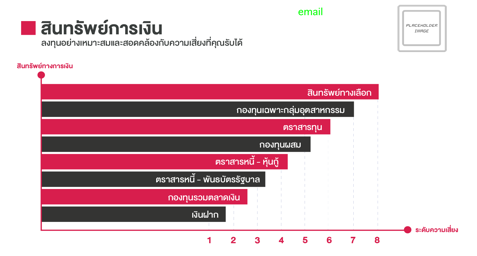 email
PLACEHOLDER
IMAGE
สินทรัพย์การเงิน
ลงทุนอย่างเหมาะสมและสอดคล้องกับความเสี่ยงที่คุณรับได้
สินทรัพย์ทางการเงิน
สินทรัพย์ทางเลือก
กองทุนเฉพาะกลุ่มอุตสาหกรรม
ตราสารทุน
กองทุนผสม
ตราสารหนี้ - หุ้นกู้
ตราสารหนี้ - พันธบัตรรัฐบาล
กองทุนรวมตลาดเงิน
เงินฝาก
ระดับความเสี่ยง
1 2 3 4 5 6 7 8